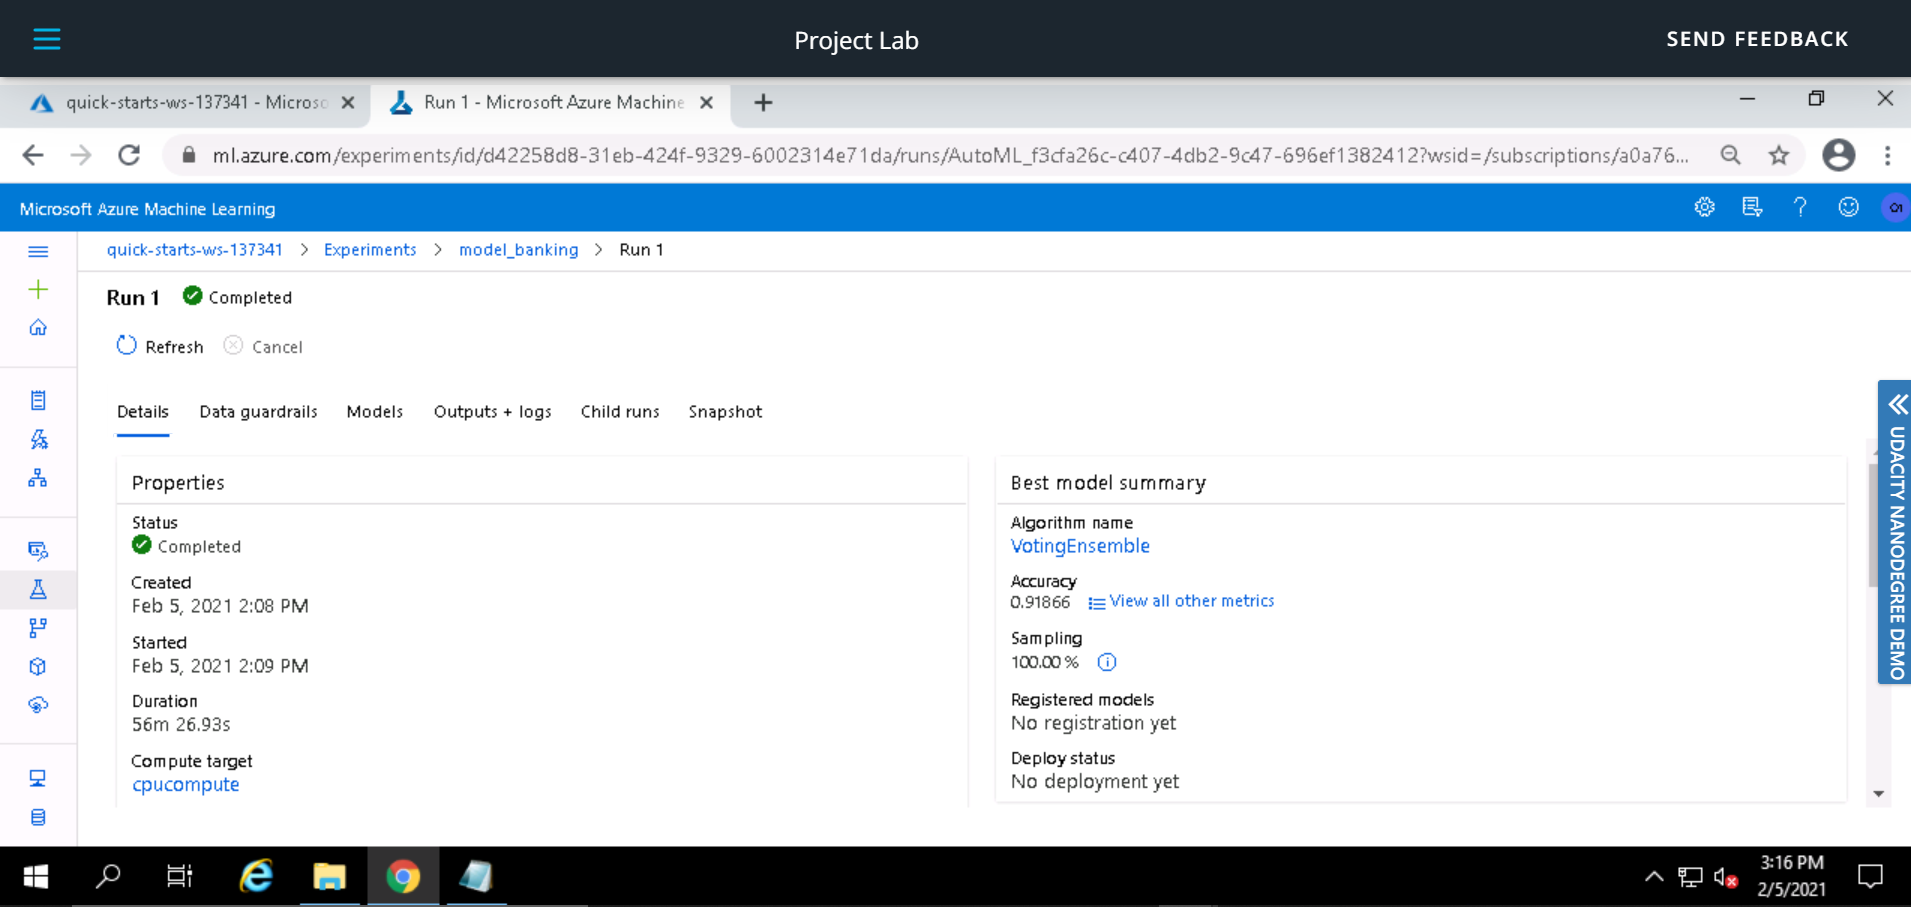 Project Lab
SEND FEEDBACK
quick-starts-ws-137341 - Microso
Run 1 - Microsoft Azure Machine
ml.azure.com/experiments/id/d42258d8-31eb-424f-9329-6002314e71da/runs/AutoML_f3cfa26c-c407-4db2-9c47-696ef1382412?wsid=/subscriptions/a0a76...
Microsoft Azure Machine Learning
quick-starts-ws-137341 > Experiments > model_banking > Run 1
Run 1 Completed
Refresh Cancel
Details Data guardrails Models Outputs + logs Child runs Snapshot
Properties
Status
Completed
Created
Feb 5, 2021 2:08 PM
Started
Feb 5, 2021 2:09 PM
Duration
56m 26.93s
Compute target
cpucompute
Best model summary
Algorithm name
VotingEnsemble
Accuracy
0.91866 View all other metrics
Sampling
100.00 %
Registered models
No registration yet
Deploy status
No deployment yet
UDACITY NANODEGREE DEMO
3:16 PM
2/5/2021